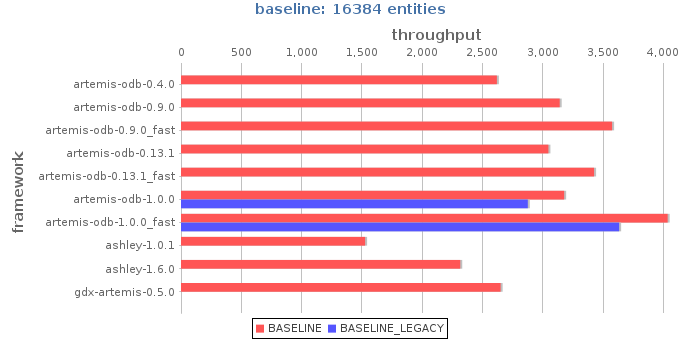 baseline: 16384 entities
throughput
0 500 1,000 1,500 2,000 2,500 3,000 3,500 4,000
framework
artemis-odb-0.4.0
artemis-odb-0.9.0
artemis-odb-0.9.0_fast
artemis-odb-0.13.1
artemis-odb-0.13.1_fast
artemis-odb-1.0.0
artemis-odb-1.0.0_fast
ashley-1.0.1
ashley-1.6.0
gdx-artemis-0.5.0
BASELINE BASELINE_LEGACY